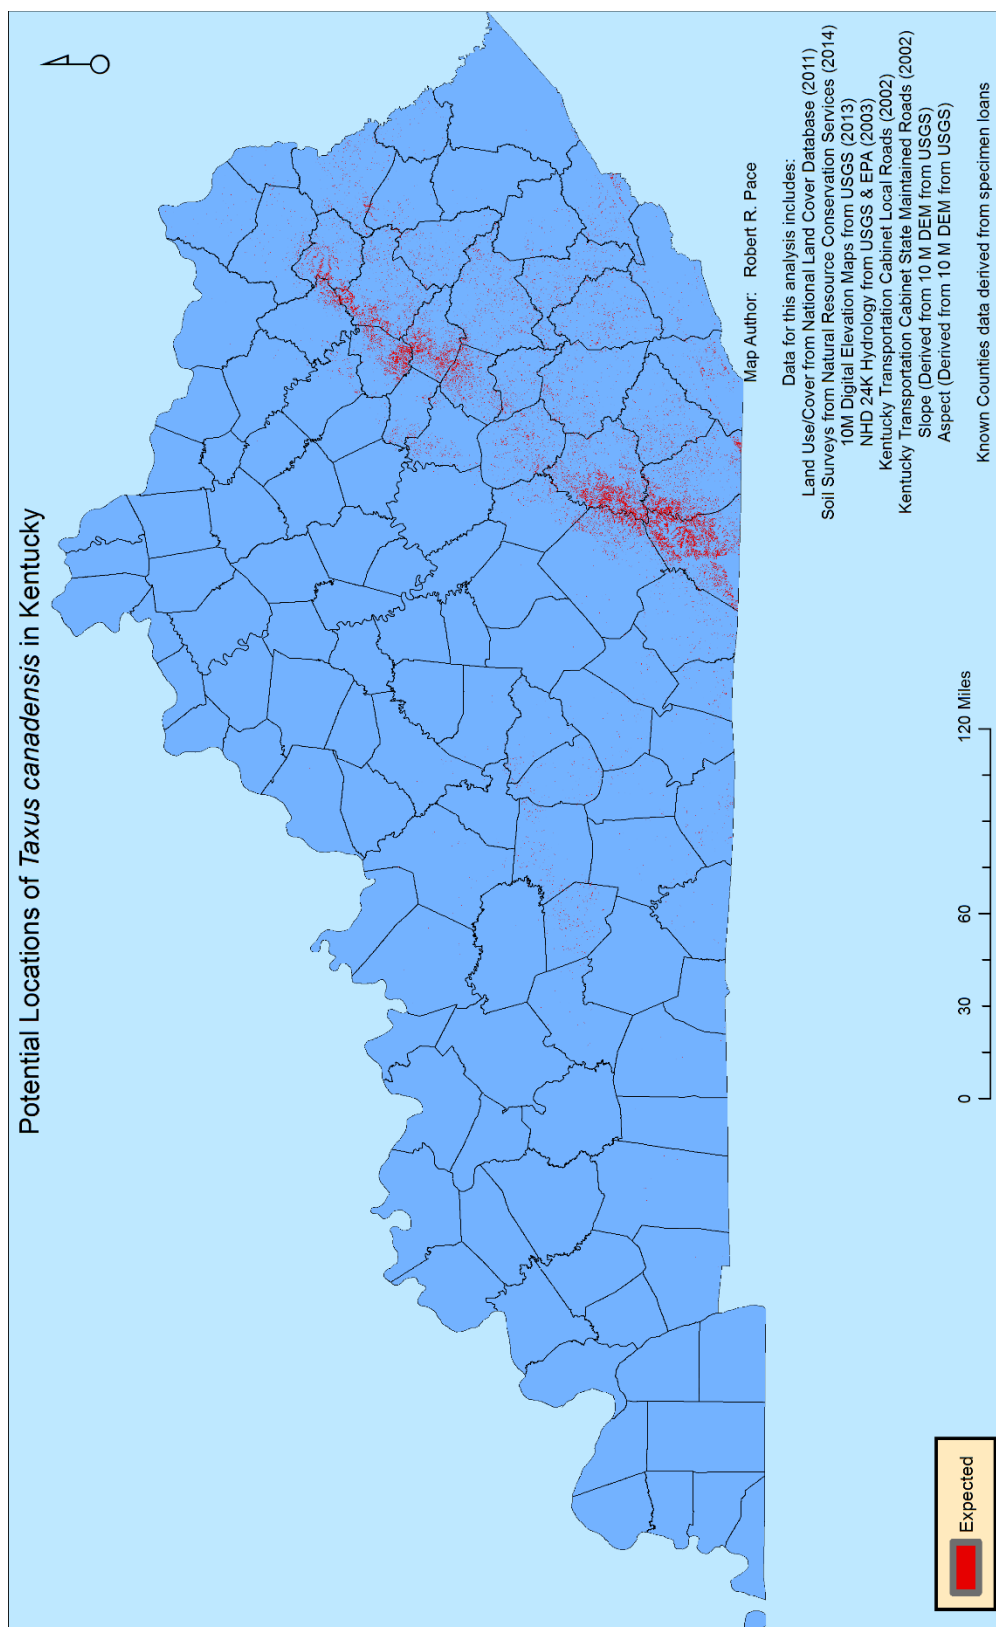 Potential Locations of Taxus canadensis in Kentucky
Map Author: Robert R. Pace
Data for this analysis includes:
Land Use/Cover from National Land Cover Database (2011)
Soil Surveys from Natural Resource Conservation Services (2014)
10M Digital Elevation Maps from USGS (2013)
NHD 24K Hydrology from USGS & EPA (2003)
Kentucky Transportation Cabinet Local Roads (2002)
Kentucky Transportation Cabinet State Maintained Roads (2002)
Slope (Derived from 10 M DEM from USGS)
Aspect (Derived from 10 M DEM from USGS)
Known Counties data derived from specimen loans
Expected
0 30 60 120 Miles